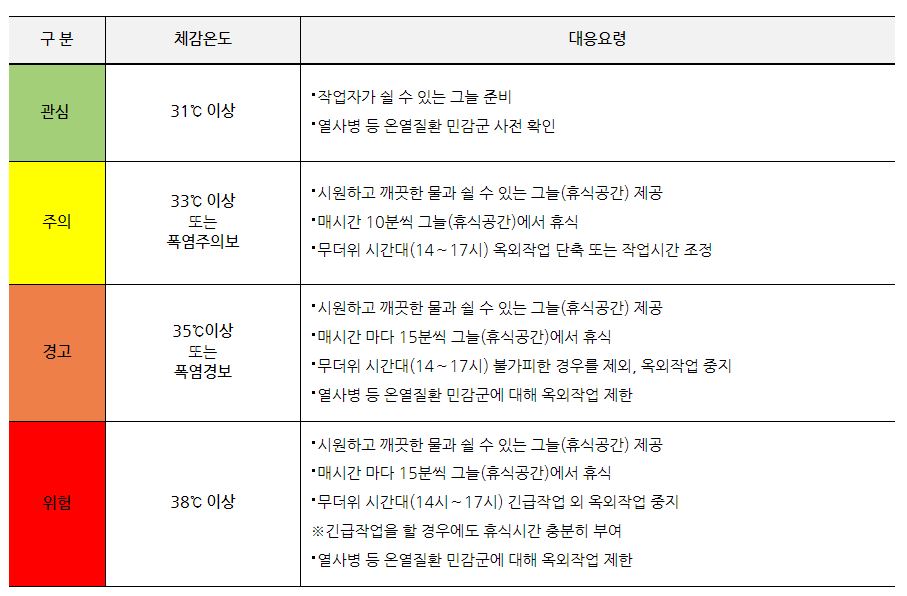 구 분 체감온도 대응요령
관심
31℃ 이상
•작업자가 쉴 수 있는 그늘 준비
•열사병 등 온열질환 민감군 사전 확인
주의
33℃ 이상
또는
폭염주의보
•시원하고 깨끗한 물과 쉴 수 있는 그늘(휴식공간) 제공
•매시간 10분씩 그늘(휴식공간)에서 휴식
•무더위 시간대(14～17시) 옥외작업 단축 또는 작업시간 조정
경고
35℃이상
또는
폭염경보
•시원하고 깨끗한 물과 쉴 수 있는 그늘(휴식공간) 제공
•매시간 마다 15분씩 그늘(휴식공간)에서 휴식
•무더위 시간대(14～17시) 불가피한 경우를 제외, 옥외작업 중지
•열사병 등 온열질환 민감군에 대해 옥외작업 제한
위험
38℃ 이상
•시원하고 깨끗한 물과 쉴 수 있는 그늘(휴식공간) 제공
•매시간 마다 15분씩 그늘(휴식공간)에서 휴식
•무더위 시간대(14시～17시) 긴급작업 외 옥외작업 중지
※긴급작업을 할 경우에도 휴식시간 충분히 부여
•열사병 등 온열질환 민감군에 대해 옥외작업 제한